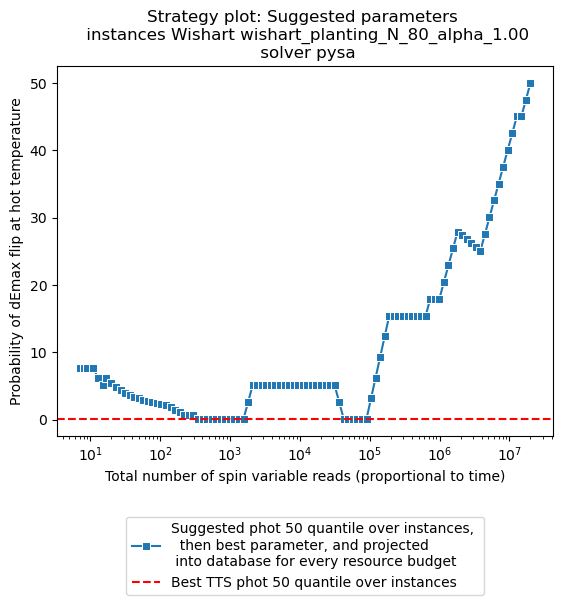 Strategy plot: Suggested parameters
instances Wishart wishart_planting_N_80_alpha_1.00
solver pysa
Probability of dEmax flip at hot temperature
50
40
30
20
10
0
10^1 10^2 10^3 10^4 10^5 10^6 10^7
Total number of spin variable reads (proportional to time)
Suggested phot 50 quantile over instances,
then best parameter, and projected
into database for every resource budget
Best TTS phot 50 quantile over instances